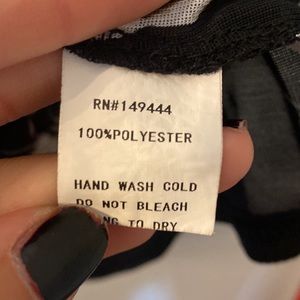 RN#149444
100%POLYESTER
HAND WASH COLD
DO NOT BLEACH
TO DRY